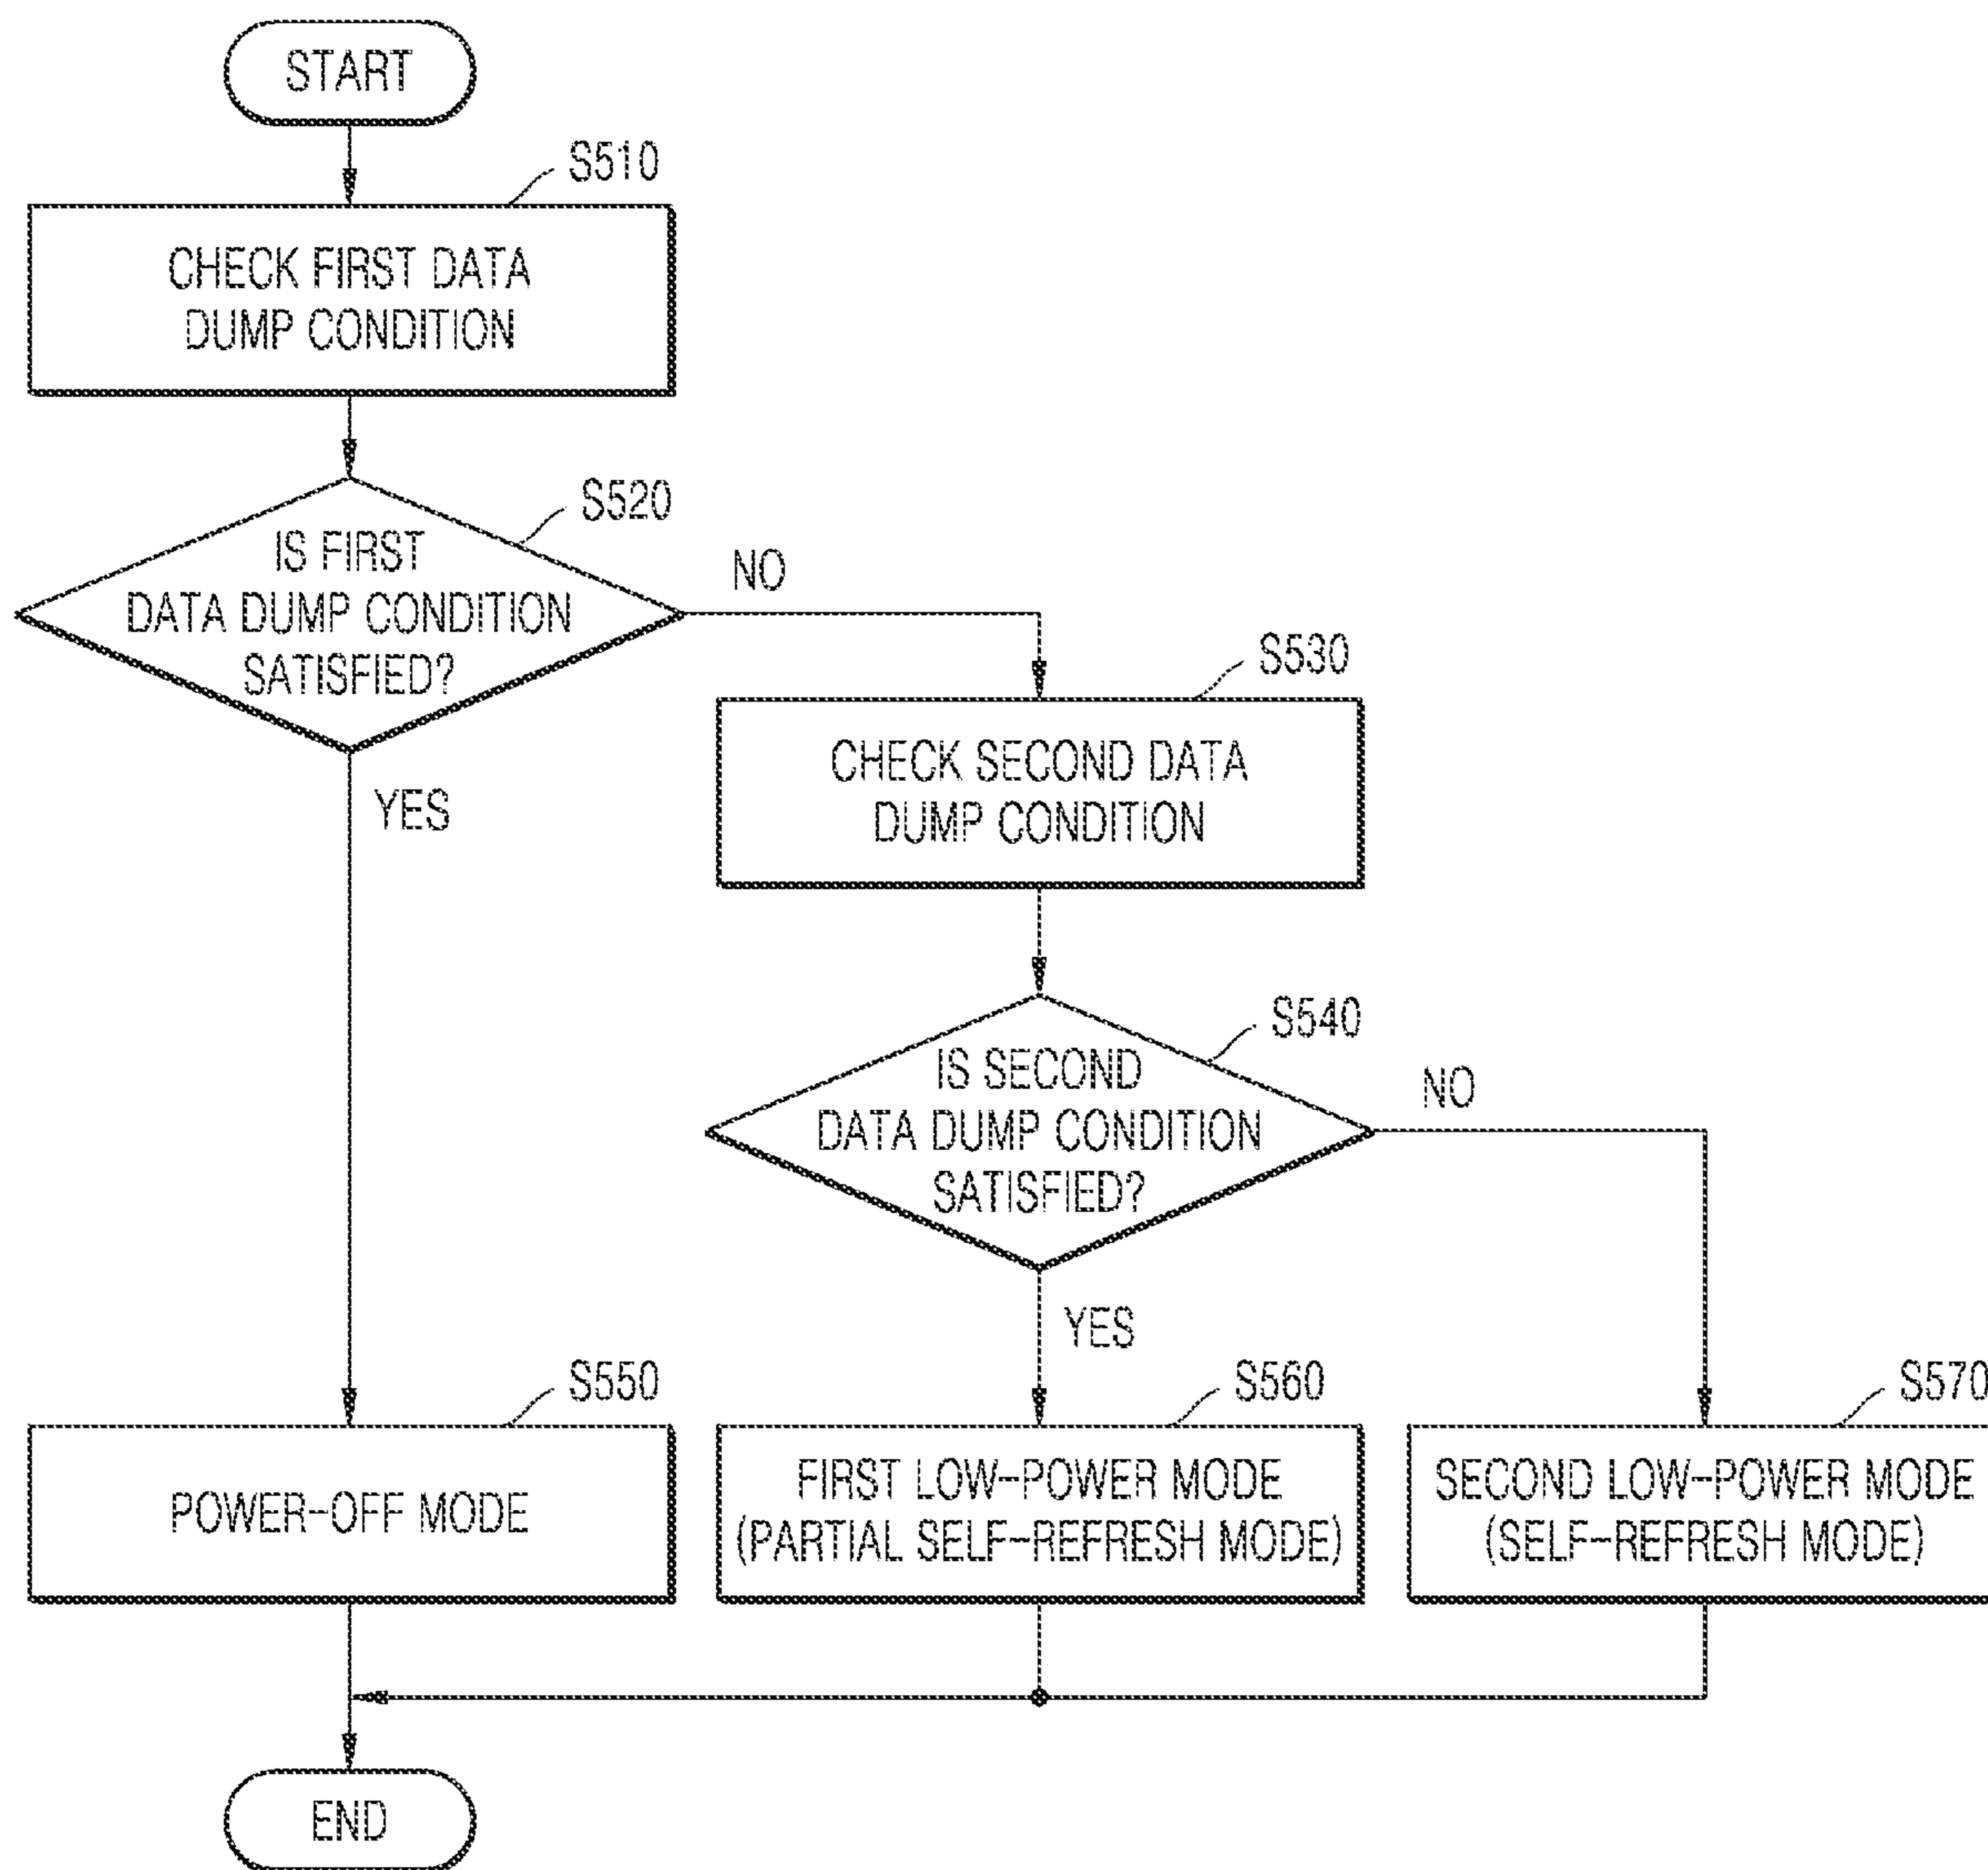 START
S510
CHECK FIRST DATA
DUMP CONDITION
S520
IS FIRST
DATA DUMP CONDITION
SATISFIED?
NO
YES
S530
CHECK SECOND DATA
DUMP CONDITION
S540
IS SECOND
DATA DUMP CONDITION
SATISFIED?
NO
YES
S550
POWER-OFF MODE
S560
FIRST LOW-POWER MODE
(PARTIAL SELF-REFRESH MODE)
S570
SECOND LOW-POWER MODE
(SELF-REFRESH MODE)
END